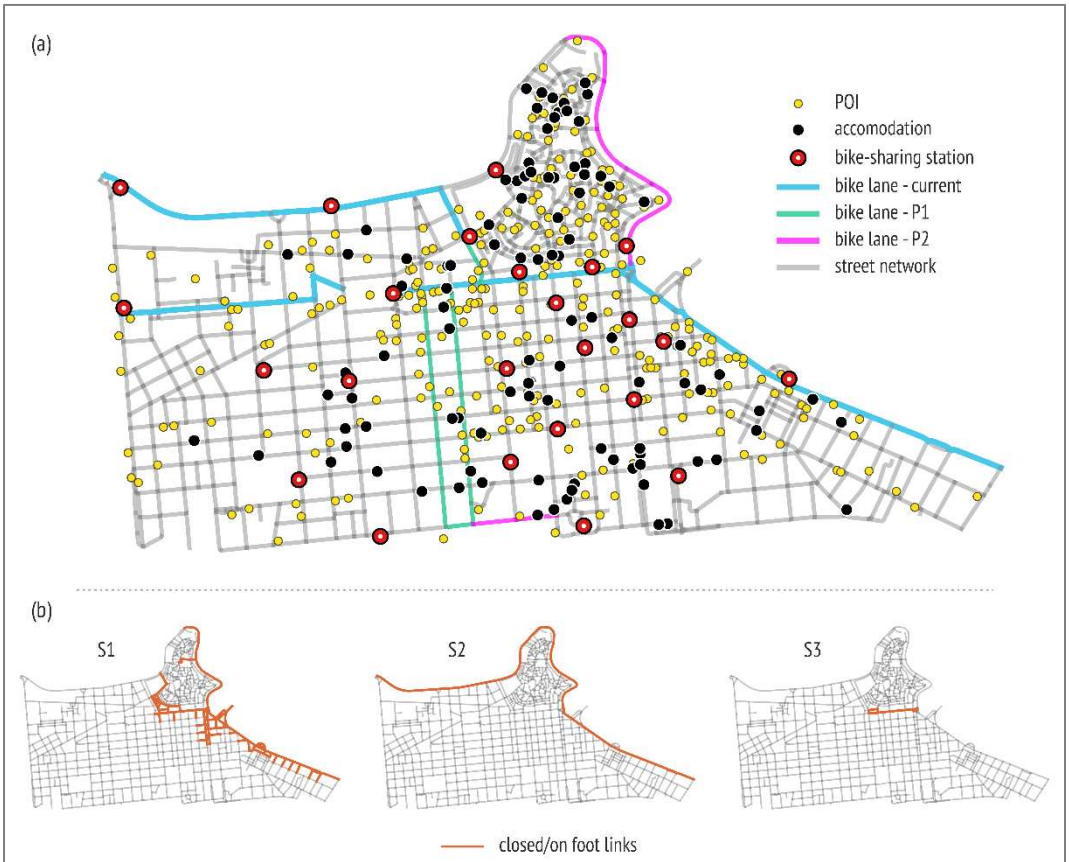 (a)
POI
accomodation
bike-sharing station
bike lane - current
bike lane - P1
bike lane - P2
street network
(b)
S1
S2
S3
closed/on foot links